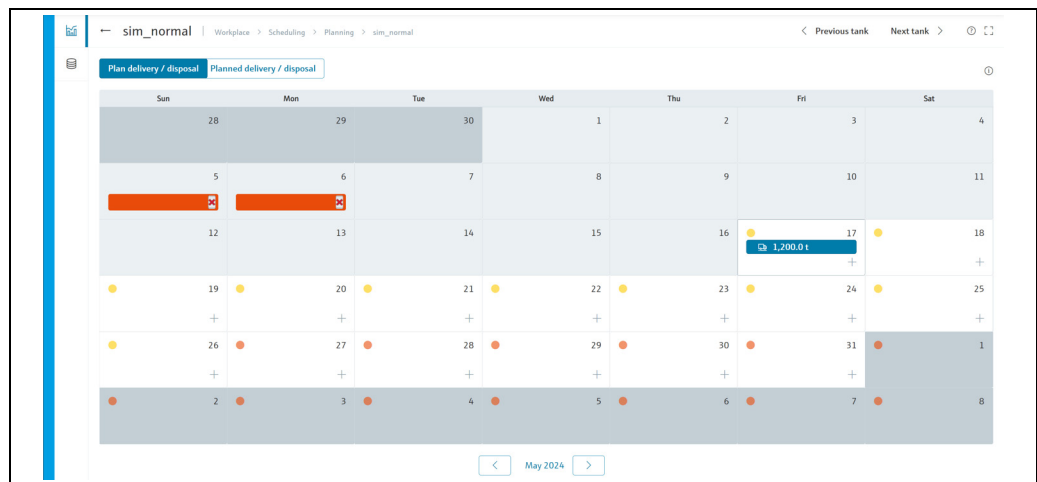 ← sim_normal | Workplace > Scheduling > Planning > sim_normal < Previous tank Next tank >
Plan delivery / disposal Planned delivery / disposal
Sun Mon Tue Wed Thu Fri Sat
28 29 30 1 2 3 4
5 6 7 8 9 10 11
12 13 14 15 16 17 18
1,200.0 t
+ +
19 20 21 22 23 24 25
+ + + + + + +
26 27 28 29 30 31 1
+ + + + + +
2 3 4 5 6 7 8
< May 2024 >